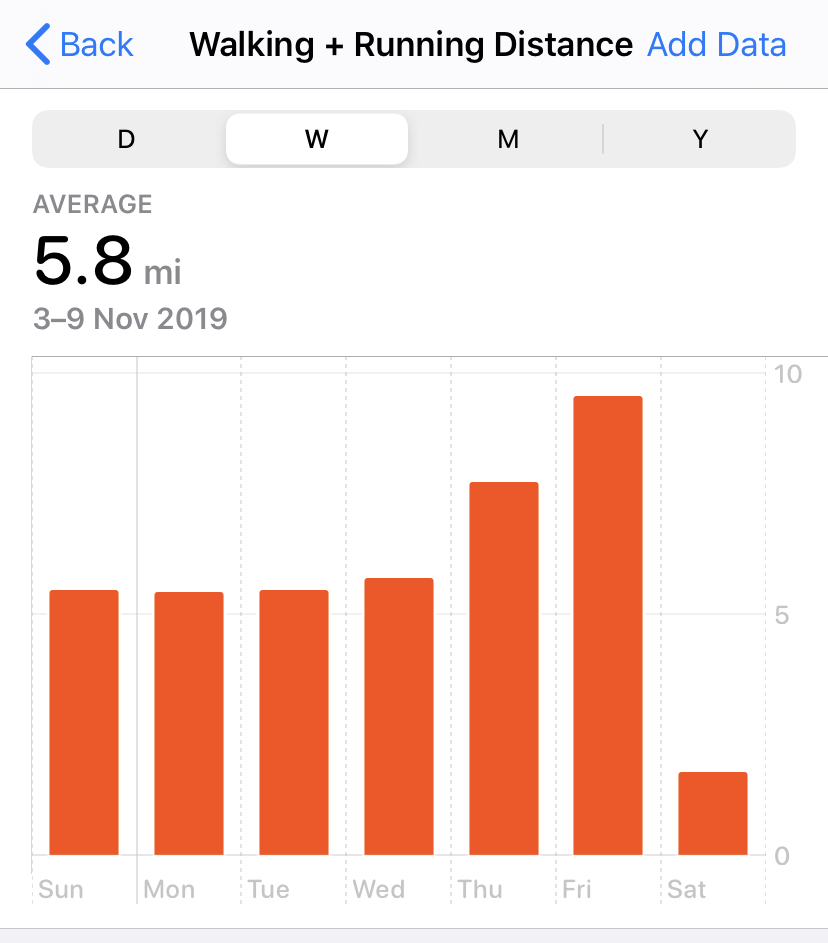 Back Walking + Running Distance Add Data
D W M Y
AVERAGE
5.8 mi
3–9 Nov 2019
10
5
0
Sun Mon Tue Wed Thu Fri Sat